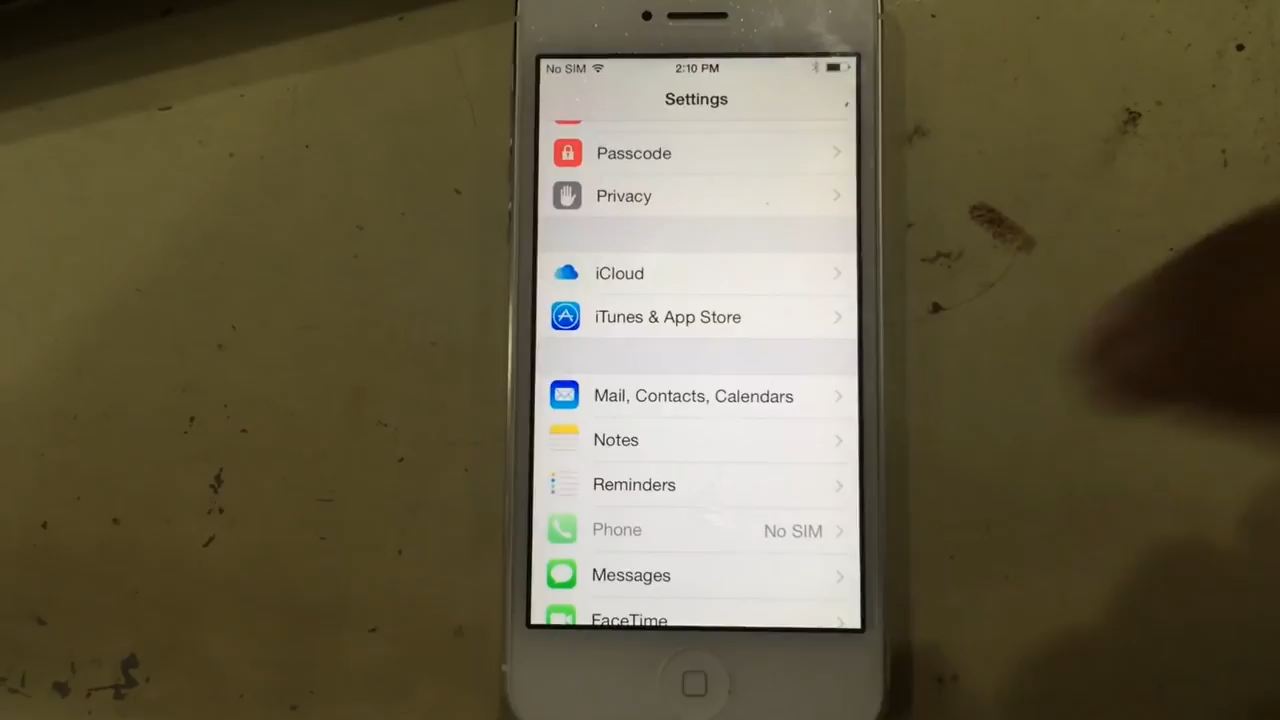 No SIM 2:10 PM
Settings
Passcode
Privacy
iCloud
iTunes & App Store
Mail, Contacts, Calendars
Notes
Reminders
Phone No SIM
Messages
FaceTime